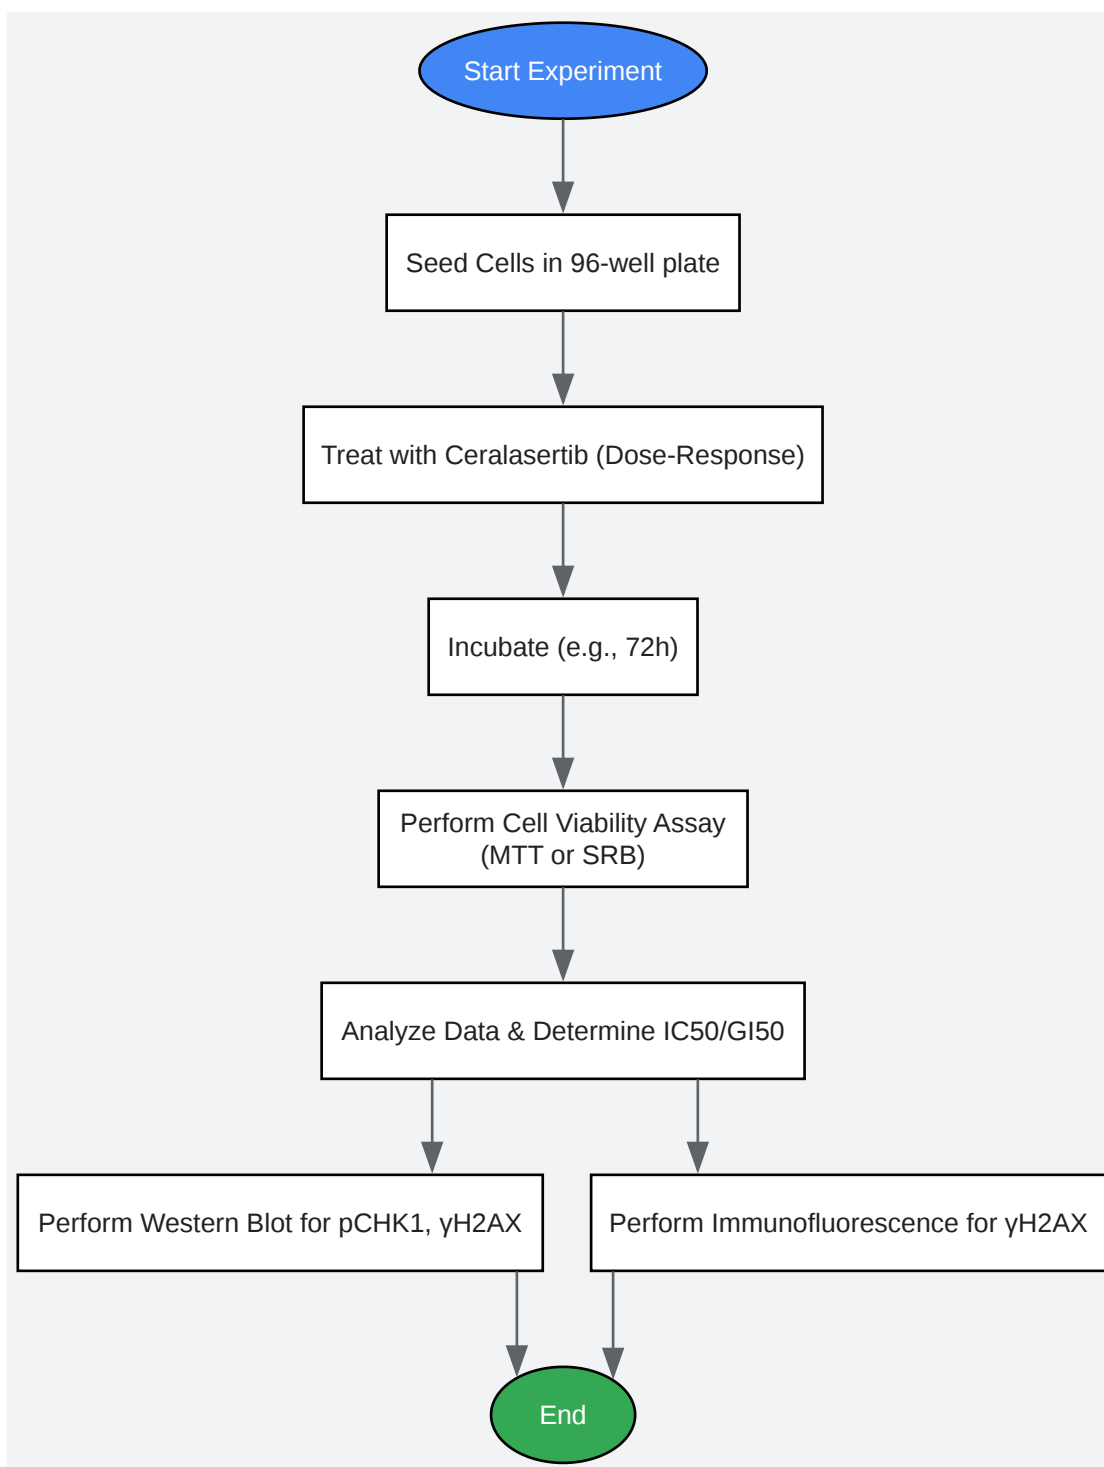 Start Experiment
Seed Cells in 96-well plate
Treat with Ceralasertib (Dose-Response)
Incubate (e.g., 72h)
Perform Cell Viability Assay
(MTT or SRB)
Analyze Data & Determine IC50/GI50
Perform Western Blot for pCHK1, γH2AX
Perform Immunofluorescence for γH2AX
End